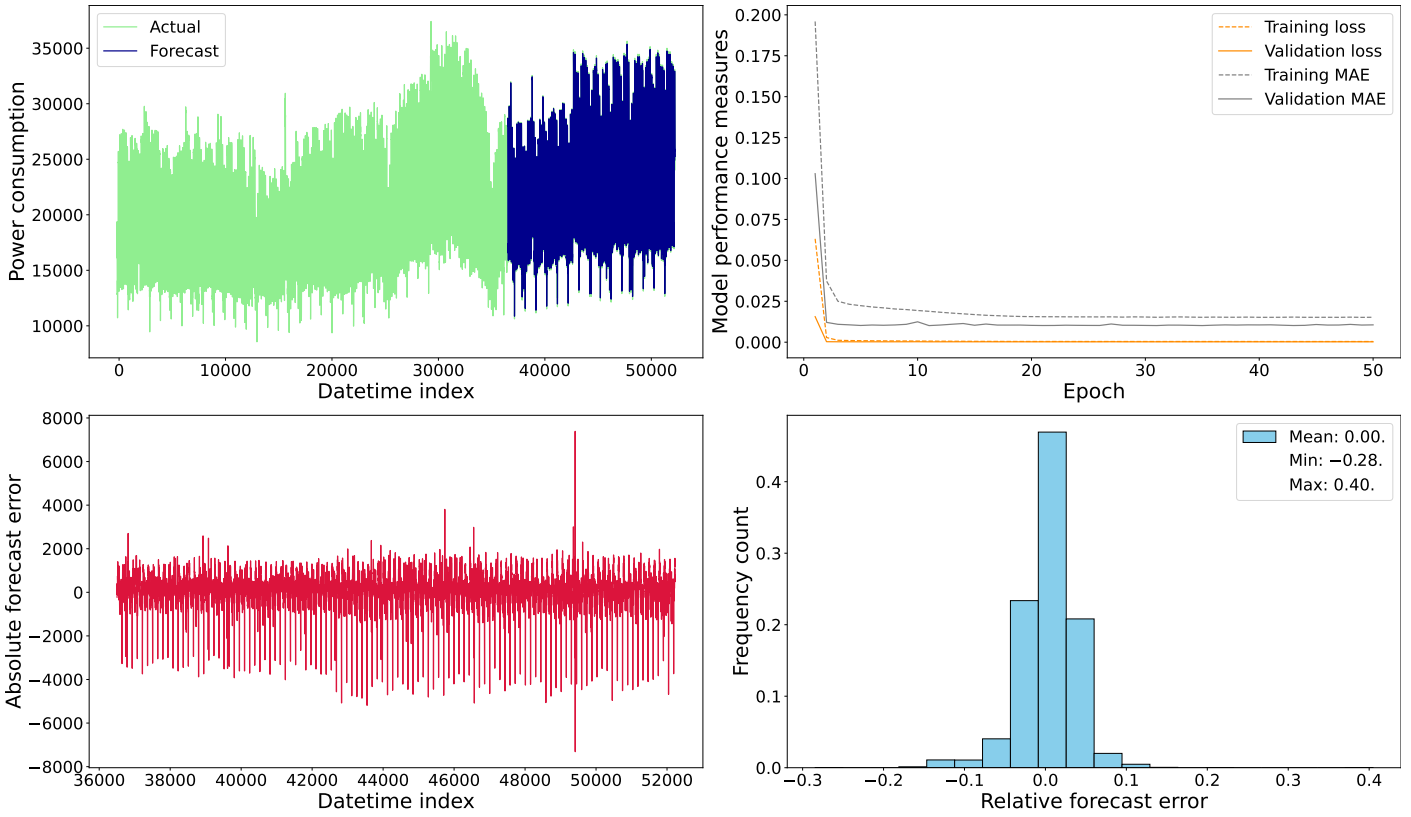 Power consumption
35000
30000
25000
20000
15000
10000
Actual
Forecast
0 10000 20000 30000 40000 50000
Datetime index
Model performance measures
0.200
0.175
0.150
0.125
0.100
0.075
0.050
0.025
0.000
Training loss
Validation loss
Training MAE
Validation MAE
0 10 20 30 40 50
Epoch
Absolute forecast error
8000
6000
4000
2000
0
−2000
−4000
−6000
−8000
36000 38000 40000 42000 44000 46000 48000 50000 52000
Datetime index
Frequency count
0.4
0.3
0.2
0.1
0.0
Mean: 0.00.
Min: −0.28.
Max: 0.40.
−0.3 −0.2 −0.1 0.0 0.1 0.2 0.3 0.4
Relative forecast error